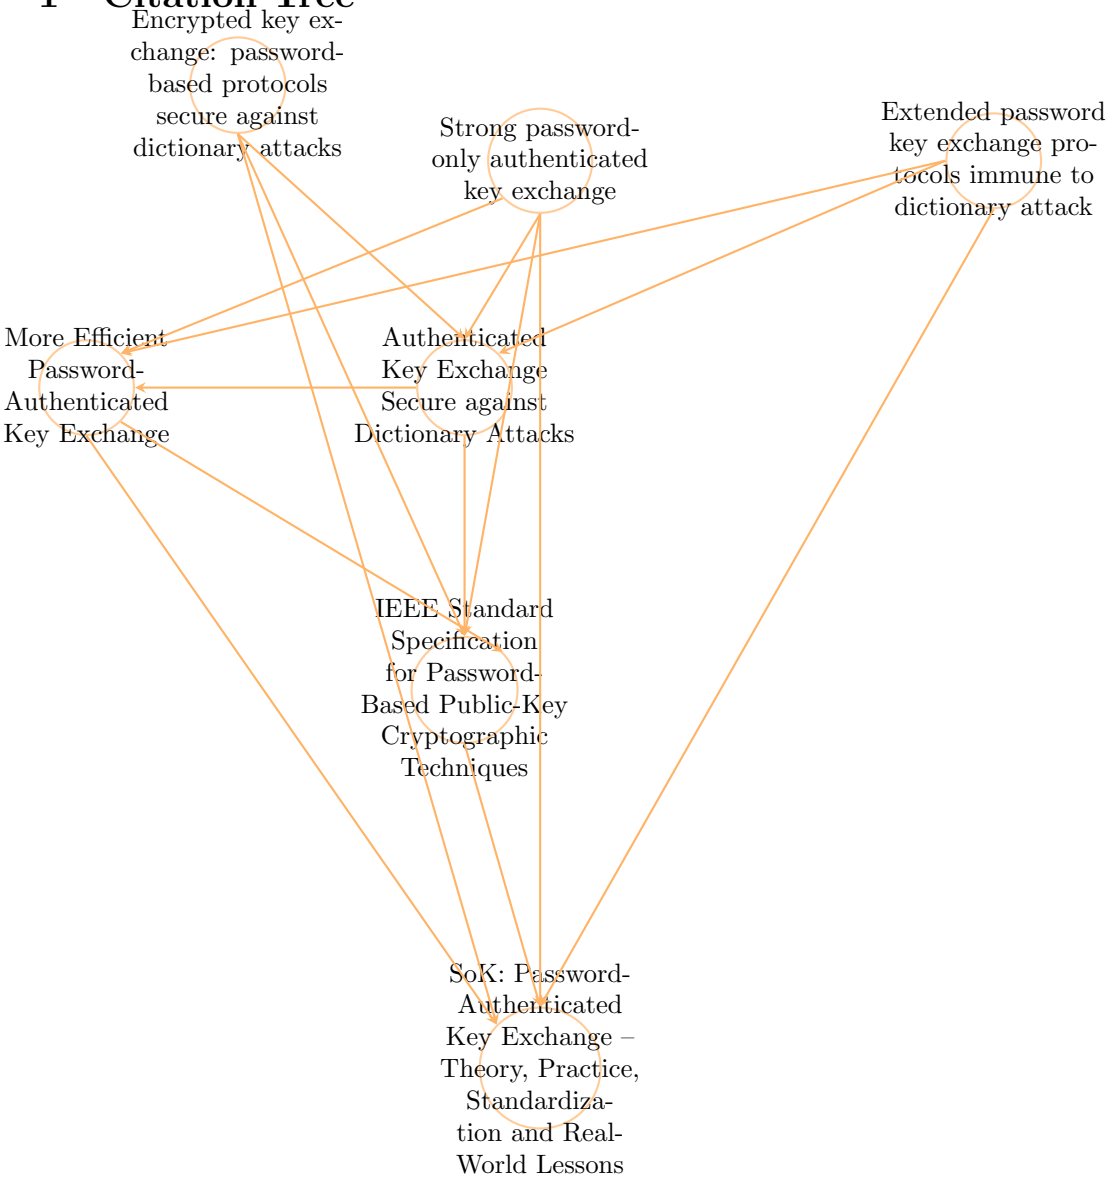 1 Citation Tree
Encrypted key ex-
change: password-
based protocols
secure against
dictionary attacks
Strong password-
only authenticated
key exchange
Extended password
key exchange pro-
tocols immune to
dictionary attack
More Efficient
Password-
Authenticated
Key Exchange
Authenticated
Key Exchange
Secure against
Dictionary Attacks
IEEE Standard
Specification
for Password-
Based Public-Key
Cryptographic
Techniques
SoK: Password-
Authenticated
Key Exchange –
Theory, Practice,
Standardiza-
tion and Real-
World Lessons